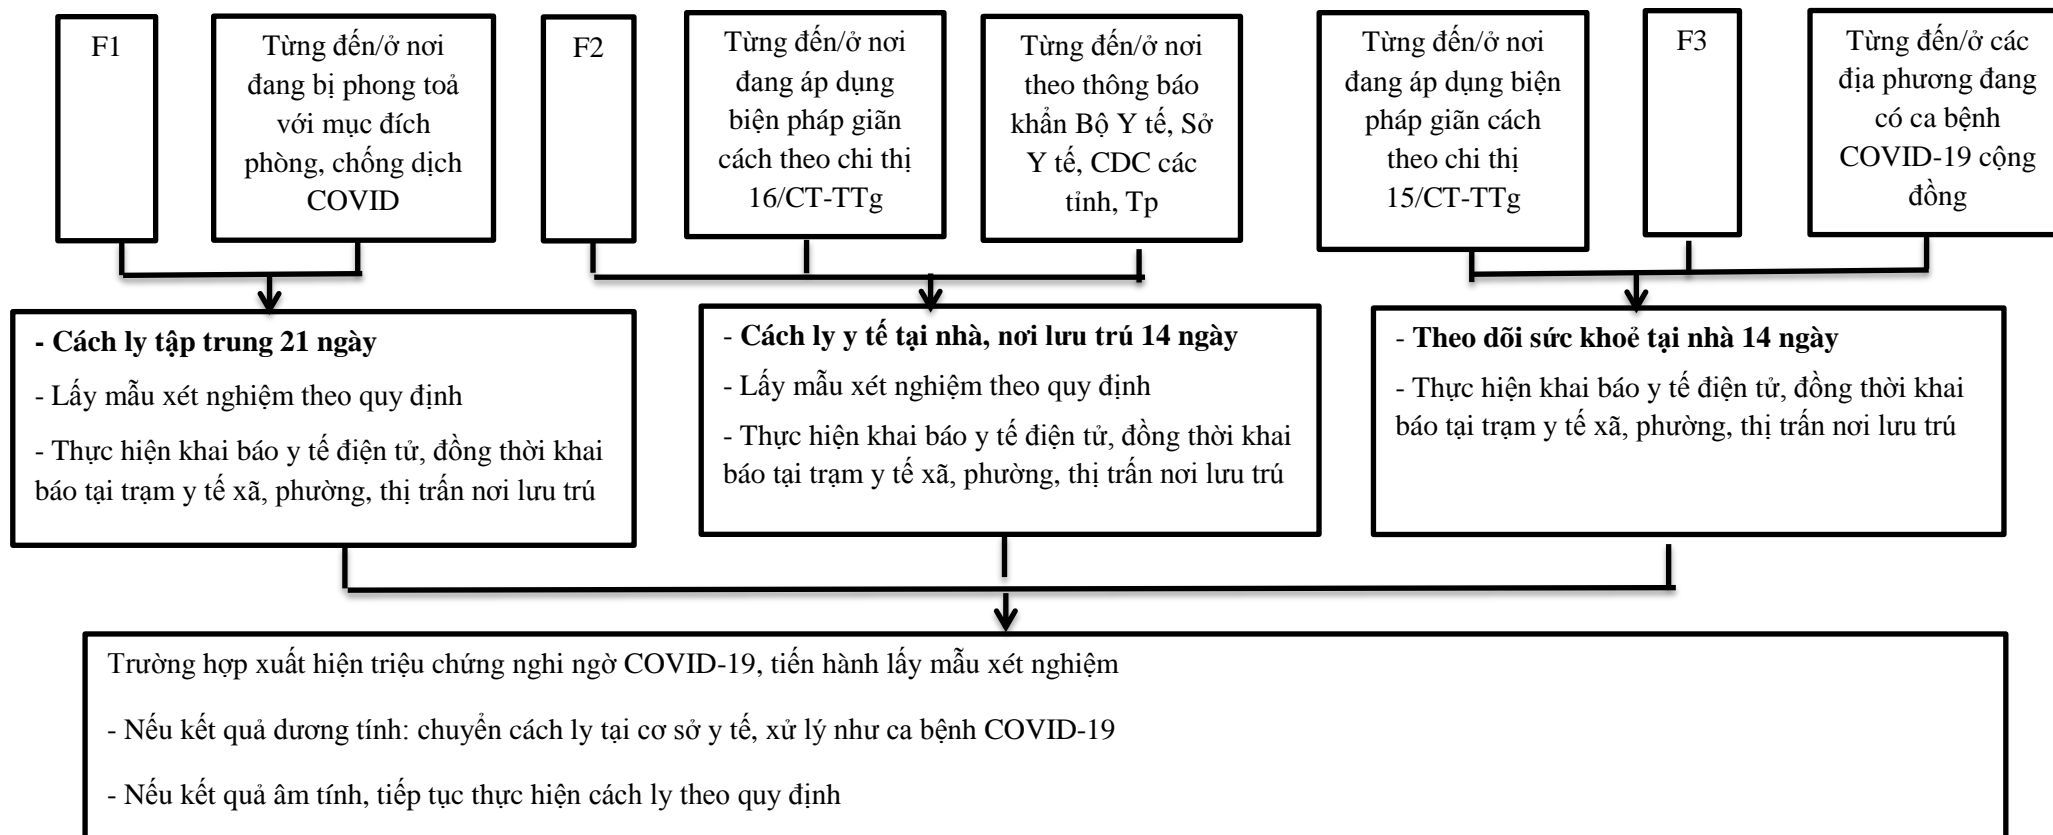 F1
Từng đến/ở nơi
đang bị phong toả
với mục đích
phòng, chống dịch
COVID
F2
Từng đến/ở nơi
đang áp dụng
biện pháp giãn
cách theo chi thị
16/CT-TTg
Từng đến/ở nơi
theo thông báo
khẩn Bộ Y tế, Sở
Y tế, CDC các
tỉnh, Tp
Từng đến/ở nơi
đang áp dụng biện
pháp giãn cách
theo chi thị
15/CT-TTg
F3
Từng đến/ở các
địa phương đang
có ca bệnh
COVID-19 cộng
đồng
- Cách ly tập trung 21 ngày
- Lấy mẫu xét nghiệm theo quy định
- Thực hiện khai báo y tế điện tử, đồng thời khai
báo tại trạm y tế xã, phường, thị trấn nơi lưu trú
- Cách ly y tế tại nhà, nơi lưu trú 14 ngày
- Lấy mẫu xét nghiệm theo quy định
- Thực hiện khai báo y tế điện tử, đồng thời khai
báo tại trạm y tế xã, phường, thị trấn nơi lưu trú
- Theo dõi sức khoẻ tại nhà 14 ngày
- Thực hiện khai báo y tế điện tử, đồng thời khai
báo tại trạm y tế xã, phường, thị trấn nơi lưu trú
Trường hợp xuất hiện triệu chứng nghi ngờ COVID-19, tiến hành lấy mẫu xét nghiệm
- Nếu kết quả dương tính: chuyển cách ly tại cơ sở y tế, xử lý như ca bệnh COVID-19
- Nếu kết quả âm tính, tiếp tục thực hiện cách ly theo quy định